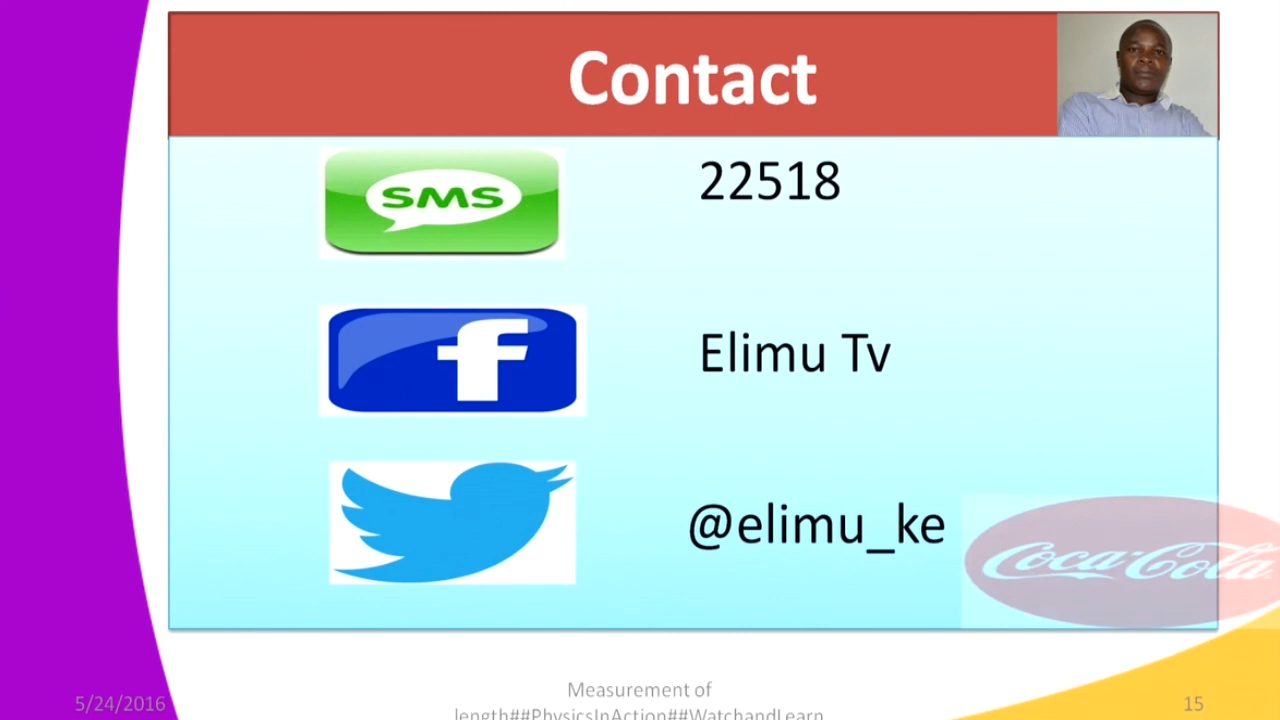 Contact
SMS
22518
Elimu Tv
@elimu_ke
Coca-Cola
5/24/2016
Measurement of
length##PhysicsInAction##WatchandLearn
15